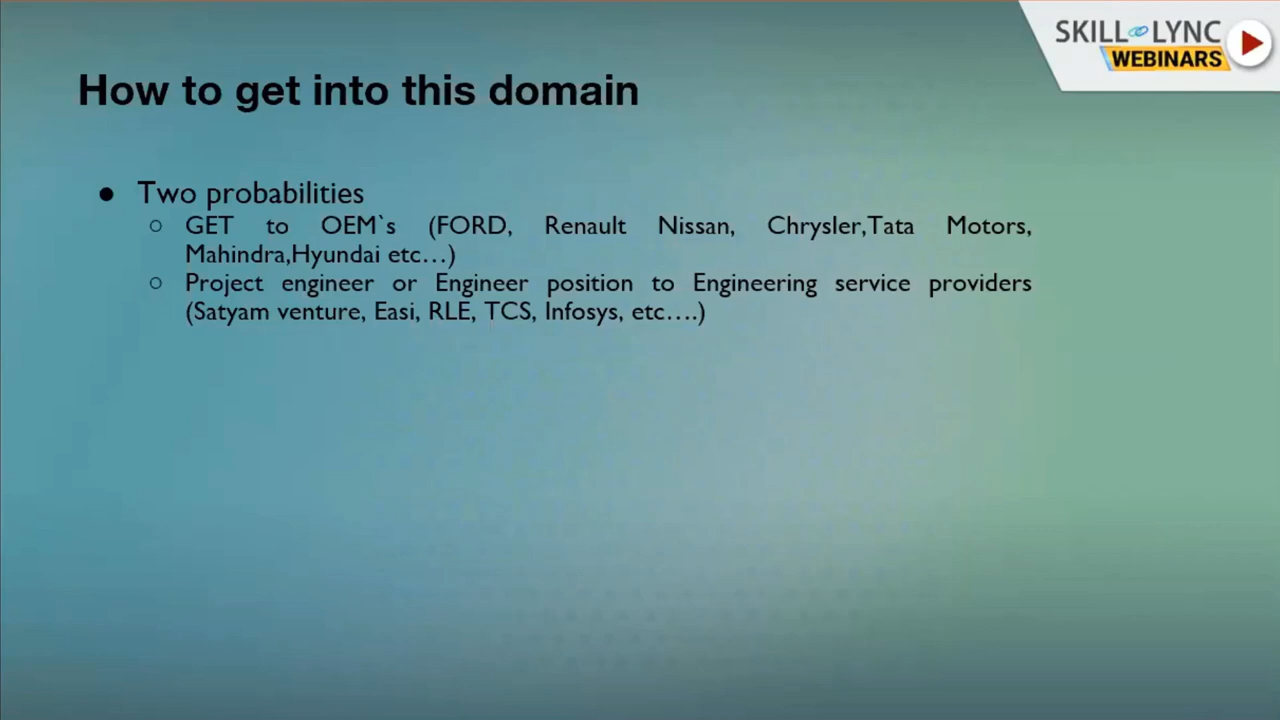 SKILL LYNC
WEBINARS
How to get into this domain
● Two probabilities
○ GET to OEM`s (FORD, Renault Nissan, Chrysler,Tata Motors,
Mahindra,Hyundai etc...)
○ Project engineer or Engineer position to Engineering service providers
(Satyam venture, Easi, RLE, TCS, Infosys, etc....)